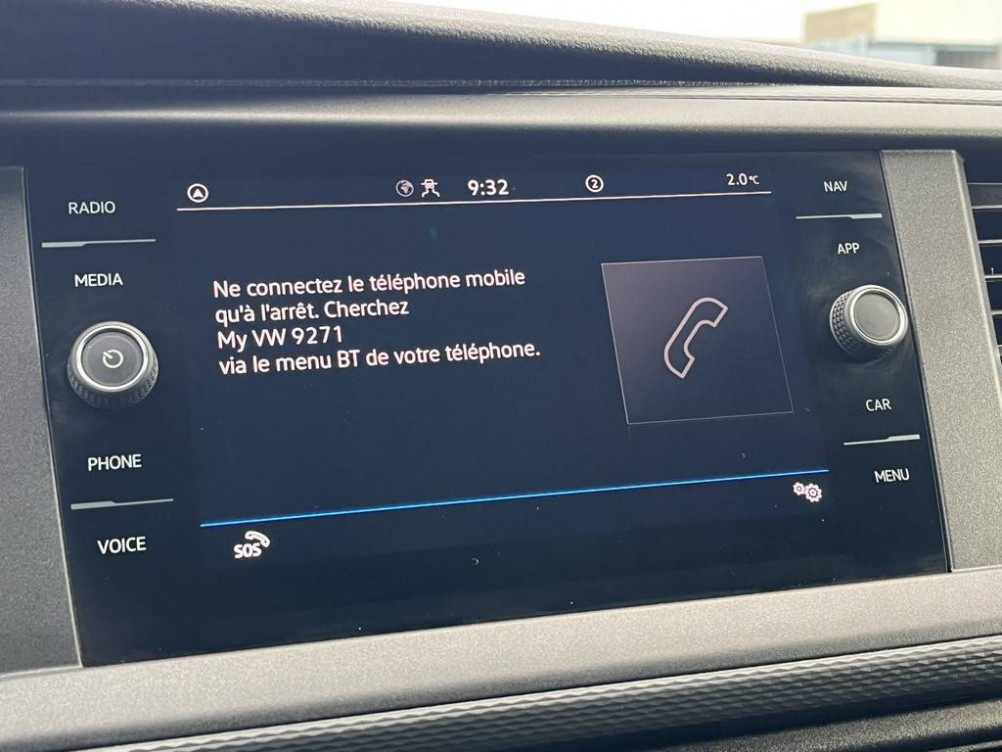 RADIO
MEDIA
PHONE
VOICE
9:32
2
2.0°C
Ne connectez le téléphone mobile
qu'à l'arrêt. Cherchez
My VW 9271
via le menu BT de votre téléphone.
SOS
NAV
APP
CAR
MENU